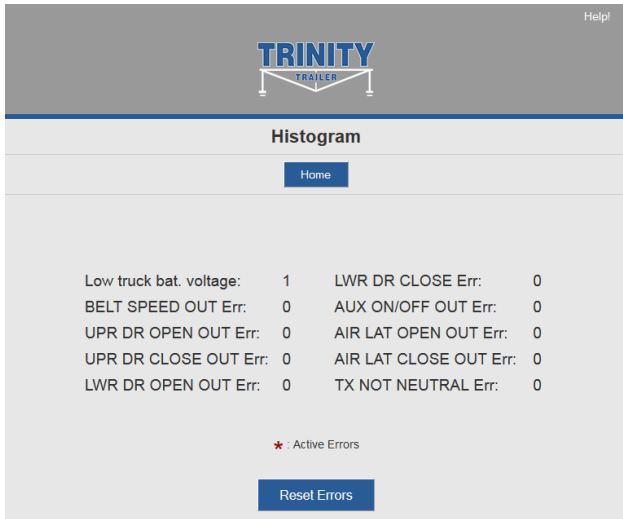 Help!
TRINITY
TRAILER
Histogram
Home
Low truck bat. voltage: 1 LWR DR CLOSE Err: 0
BELT SPEED OUT Err: 0 AUX ON/OFF OUT Err: 0
UPR DR OPEN OUT Err: 0 AIR LAT OPEN OUT Err: 0
UPR DR CLOSE OUT Err: 0 AIR LAT CLOSE OUT Err: 0
LWR DR OPEN OUT Err: 0 TX NOT NEUTRAL Err: 0
* : Active Errors
Reset Errors